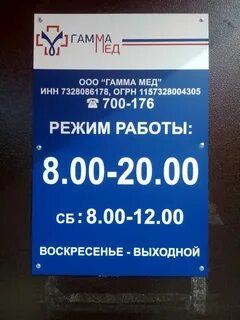 ГАММА
МЕД
ООО "ГАММА МЕД"
ИНН 7328086178, ОГРН 1157328004305
☎ 700-176
РЕЖИМ РАБОТЫ:
8.00-20.00
СБ: 8.00-12.00
ВОСКРЕСЕНЬЕ - ВЫХОДНОЙ